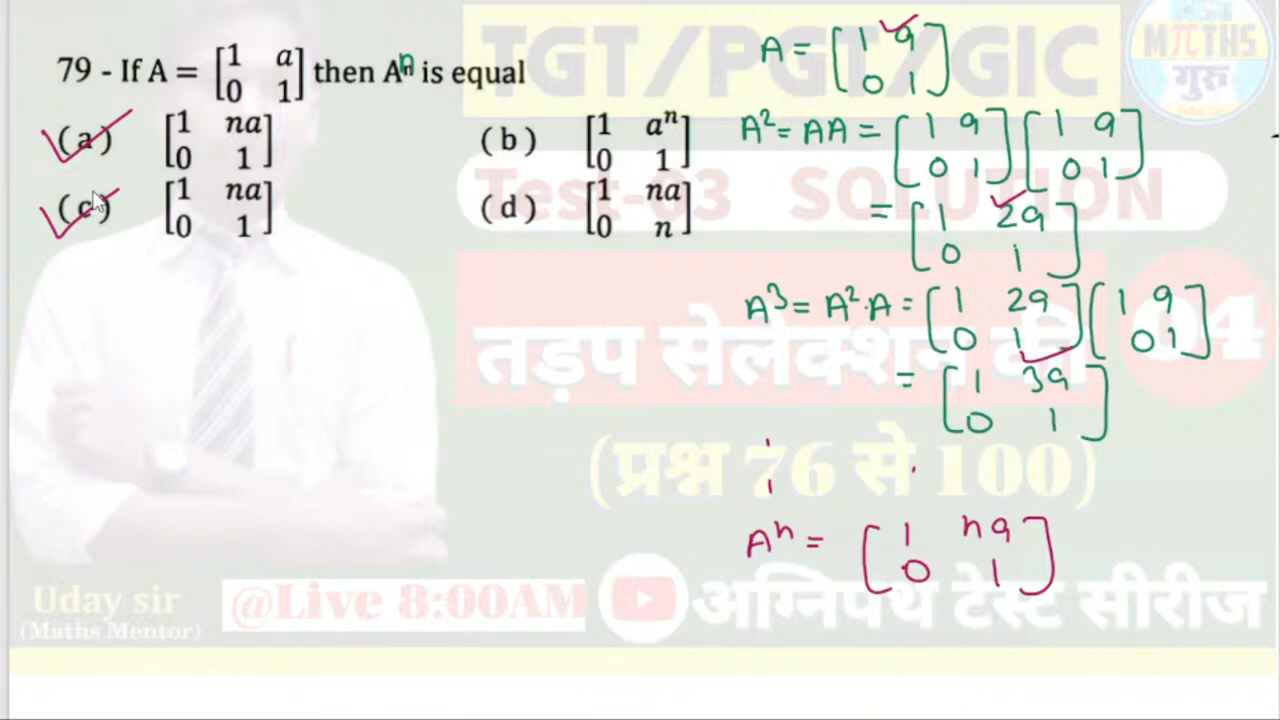 TGT/PGT/GIC
MπTHS
गुरु
79 - If A = [1 a; 0 1] then Aⁿ is equal
(a) [1 na; 0 1] (b) [1 aⁿ; 0 1]
(c) [1 na; 0 1] (d) [1 na; 0 n]
A = [1 a; 0 1]
A² = AA = [1 a; 0 1] [1 a; 0 1]
= [1 2a; 0 1]
A³ = A²·A = [1 2a; 0 1] [1 a; 0 1]
= [1 3a; 0 1]
Aⁿ = [1 na; 0 1]
Test-03 SOLUTION
तड़प सेलेक्शन की 04
(प्रश्न 76 से 100)
Uday sir
(Maths Mentor)
@Live 8:00AM
अग्निपथ टेस्ट सीरीज